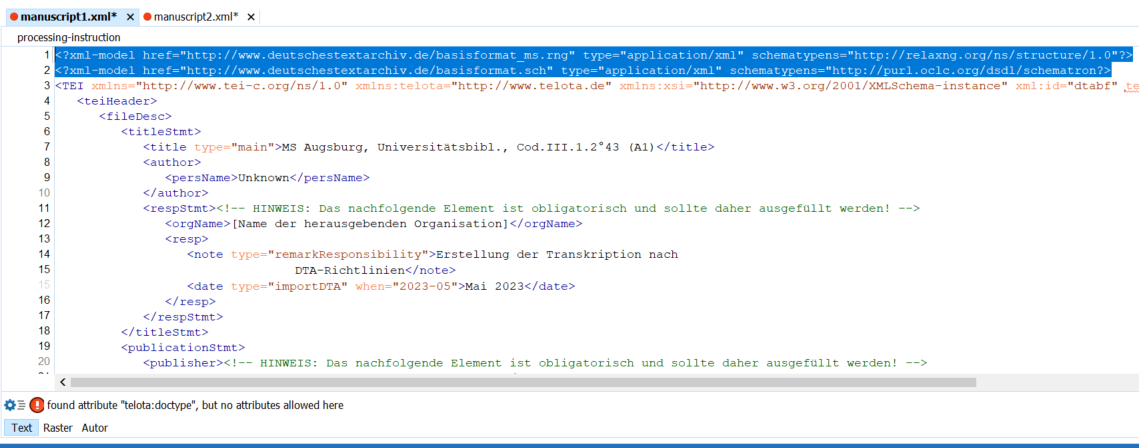 manuscript1.xml* × manuscript2.xml* ×
processing-instruction
1 <?xml-model href="http://www.deutschestextarchiv.de/basisformat_ms.rng" type="application/xml" schematypens="http://relaxng.org/ns/structure/1.0"?>
2 <?xml-model href="http://www.deutschestextarchiv.de/basisformat.sch" type="application/xml" schematypens="http://purl.oclc.org/dsdl/schematron?>
3 <TEI xmlns="http://www.tei-c.org/ns/1.0" xmlns:telota="http://www.telota.de" xmlns:xsi="http://www.w3.org/2001/XMLSchema-instance" xml:id="dtabf" te
4 <teiHeader>
5 <fileDesc>
6 <titleStmt>
7 <title type="main">MS Augsburg, Universitätsbibl., Cod.III.1.2°43 (A1)</title>
8 <author>
9 <persName>Unknown</persName>
10 </author>
11 <respStmt><!-- HINWEIS: Das nachfolgende Element ist obligatorisch und sollte daher ausgefüllt werden! -->
12 <orgName>[Name der herausgebenden Organisation]</orgName>
13 <resp>
14 <note type="remarkResponsibility">Erstellung der Transkription nach
15 DTA-Richtlinien</note>
15 <date type="importDTA" when="2023-05">Mai 2023</date>
16 </resp>
17 </respStmt>
18 </titleStmt>
19 <publicationStmt>
20 <publisher><!-- HINWEIS: Das nachfolgende Element ist obligatorisch und sollte daher ausgefüllt werden! -->
found attribute "telota:doctype", but no attributes allowed here
Text Raster Autor